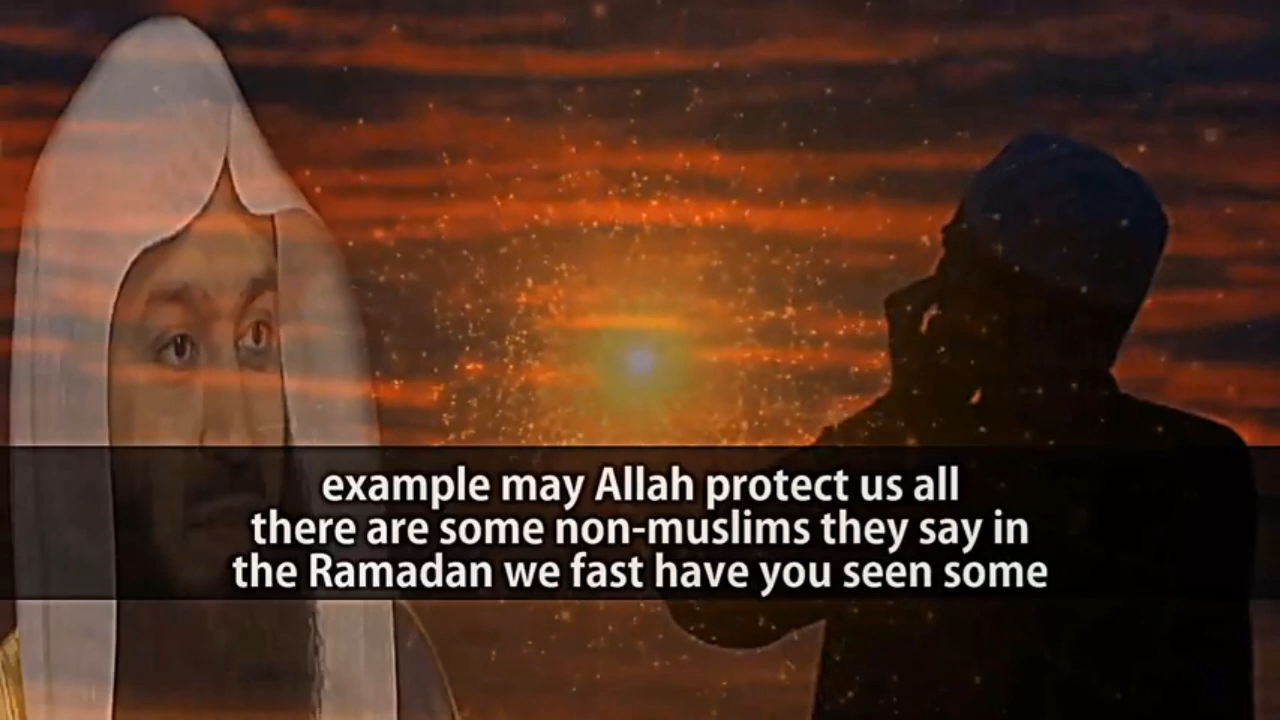 example may Allah protect us all
there are some non-muslims they say in
the Ramadan we fast have you seen some